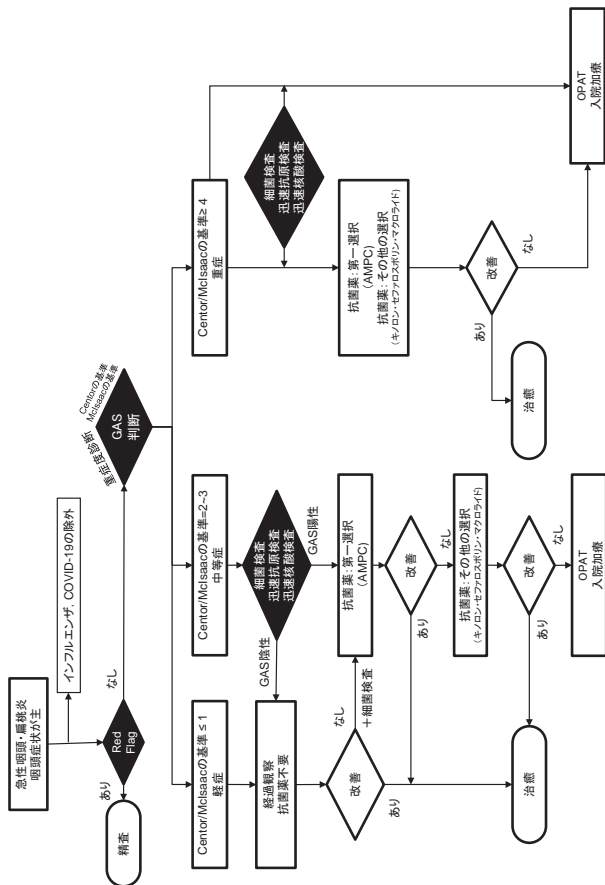 急性咽頭・扁桃炎
咽頭症状が主
インフルエンザ, COVID-19の除外
Red
Flag
あり
なし
精査
重症度診断
GAS
判断
Centorの基準
McIsaacの基準
Centor/McIsaacの基準 ≤ 1
軽症
Centor/McIsaacの基準=2~3
中等症
Centor/McIsaacの基準≥ 4
重症
細菌検査
迅速抗原検査
迅速核酸検査
GAS陰性
GAS陽性
細菌検査
迅速抗原検査
迅速核酸検査
経過観察
抗菌薬不要
抗菌薬：第一選択
(AMPC)
抗菌薬：第一選択
(AMPC)
抗菌薬：その他の選択
(キノロン・セファロスポリン・マクロライド)
改善
なし
＋細菌検査
あり
改善
なし
あり
抗菌薬：その他の選択
(キノロン・セファロスポリン・マクロライド)
改善
なし
あり
改善
なし
あり
治癒
OPAT
入院加療
治癒
OPAT
入院加療